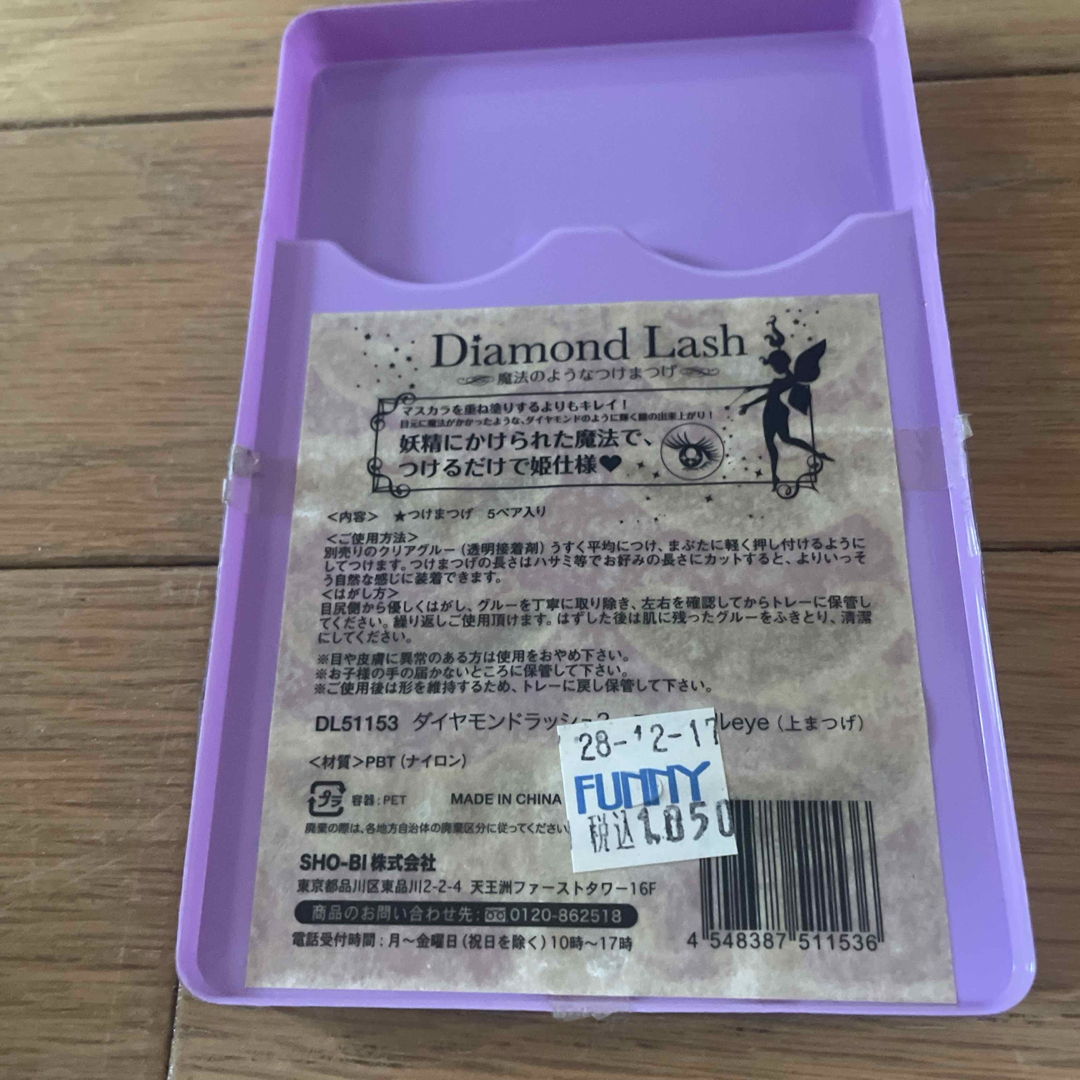 Diamond Lash
魔法のようなつけまつげ
マスカラを重ね塗りするよりもキレイ！
目元に魔法がかかったような、ダイヤモンドのように輝く瞳の出来上がり！
妖精にかけられた魔法で、
つけるだけで姫仕様♥
＜内容＞ ★つけまつげ 5ペア入り
＜ご使用方法＞
別売りのクリアグルー（透明接着剤）うすく平均につけ、まぶたに軽く押し付けるように
してつけます。つけまつげの長さはハサミ等でお好みの長さにカットすると、よりいっそ
う自然な感じに装着できます。
＜はがし方＞
目尻側から優しくはがし、グルーを丁寧に取り除き、左右を確認してからトレーに保管し
てください。繰り返しご使用頂けます。はずした後は肌に残ったグルーをふきとり、清潔
にしてください。
※目や皮膚に異常のある方は使用をおやめ下さい。
※お子様の手の届かないところに保管して下さい。
※ご使用後は形を維持するため、トレーに戻し保管して下さい。
DL51153 ダイヤモンドラッシュ eye（上まつげ）
28-12-17
FUNNY
税込1,050
＜材質＞PBT（ナイロン）
プラ 容器：PET MADE IN CHINA
廃棄の際は、各地方自治体の廃棄区分に従ってください
SHO-BI株式会社
東京都品川区東品川2-2-4 天王洲ファーストタワー16F
商品のお問い合わせ先：0120-862518
電話受付時間：月〜金曜日（祝日を除く）10時〜17時
4 548387 511536